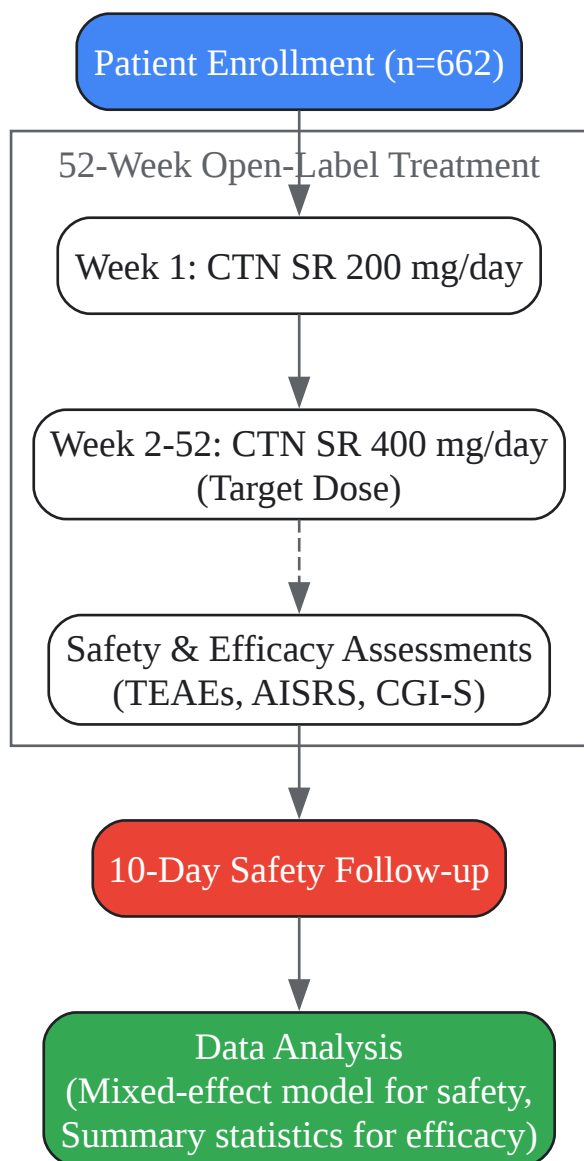 Patient Enrollment (n=662)
52-Week Open-Label Treatment
Week 1: CTN SR 200 mg/day
Week 2-52: CTN SR 400 mg/day
(Target Dose)
Safety & Efficacy Assessments
(TEAEs, AISRS, CGI-S)
10-Day Safety Follow-up
Data Analysis
(Mixed-effect model for safety,
Summary statistics for efficacy)